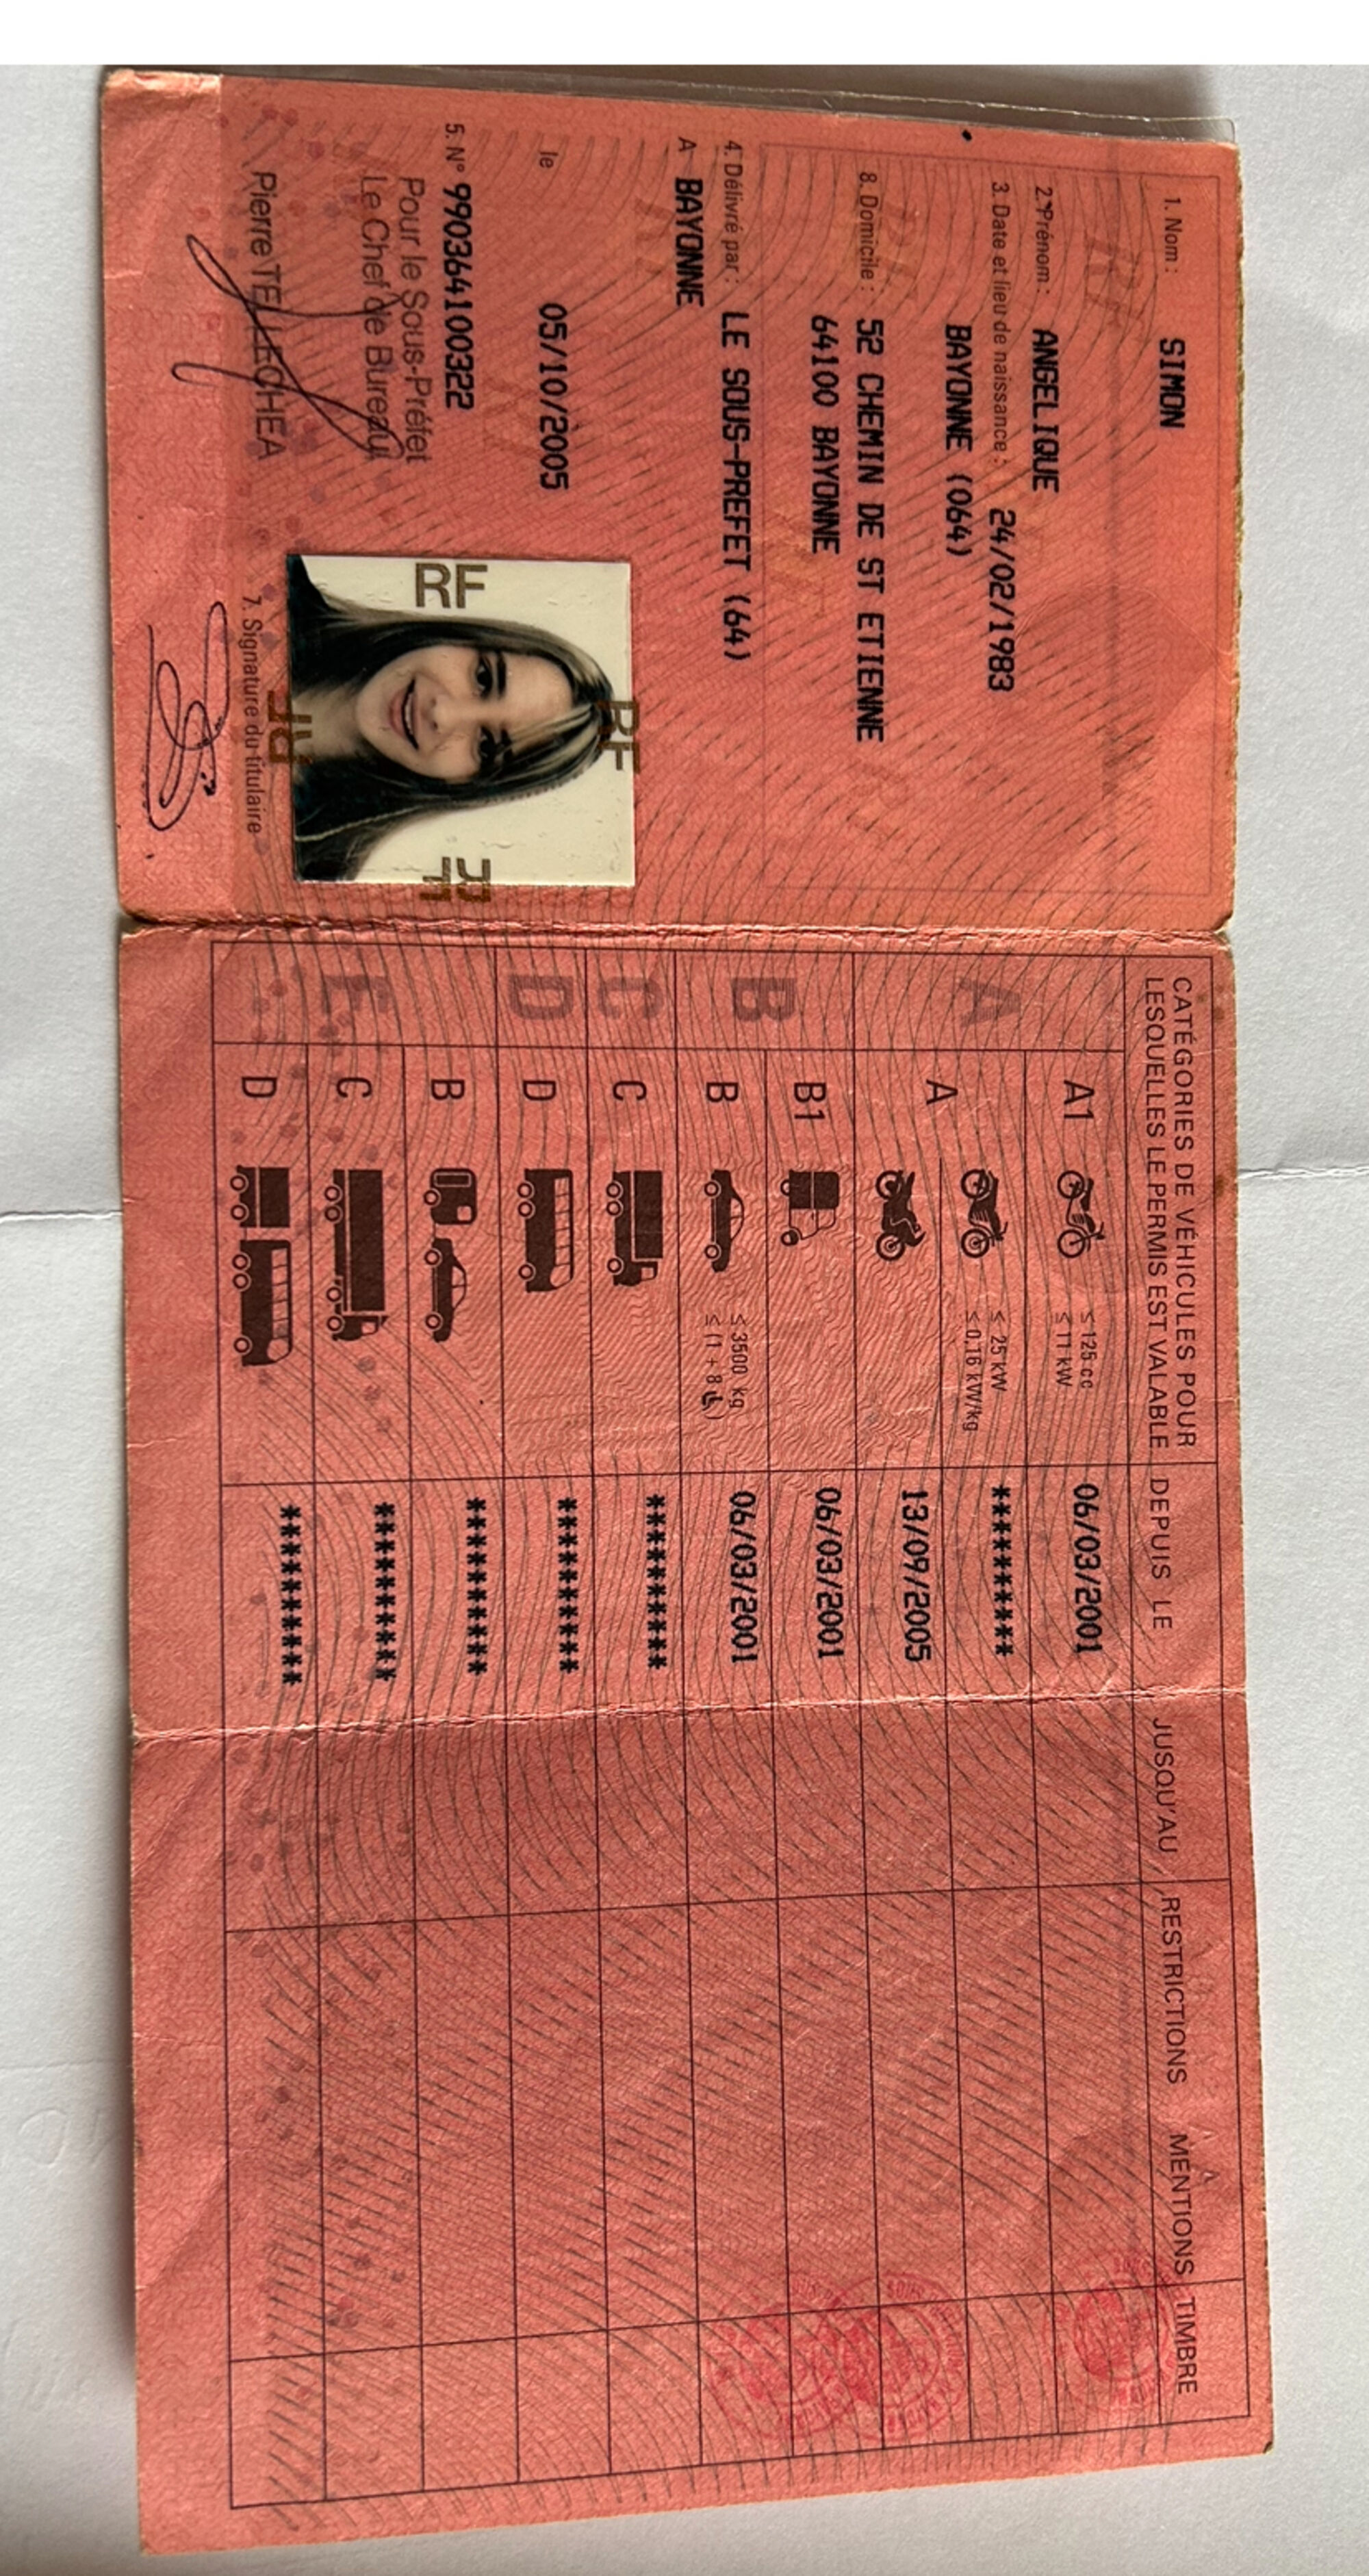 1. Nom : SIMON
2. Prénom : ANGELIQUE
3. Date et lieu de naissance : 24/02/1983
BAYONNE (064)
8. Domicile : 52 CHEMIN DE ST ETIENNE
64100 BAYONNE
4. Délivré par : LE SOUS-PREFET (64)
A BAYONNE
le 05/10/2005
5. N° 990364100322
Pour le Sous-Préfet
Le Chef de Bureau
Pierre TELLECHEA
RF
RF
RF
RF
7. Signature du titulaire
CATÉGORIES DE VÉHICULES POUR
LESQUELLES LE PERMIS EST VALABLE DEPUIS LE JUSQU'AU RESTRICTIONS MENTIONS TIMBRE
A A1 ≤ 125 cc
≤ 11 kW 06/03/2001
A ≤ 25 kW
≤ 0,16 kW/kg *********
13/09/2005
B B1 06/03/2001
B ≤ 3500 kg
≤ (1 + 8) 06/03/2001
C C *********
D D *********
E B *********
C *********
D *********